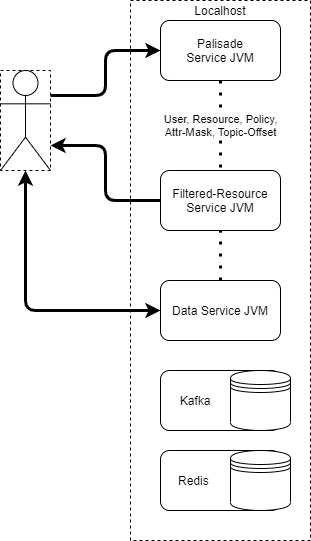 Localhost
Palisade
Service JVM
User, Resource, Policy,
Attr-Mask, Topic-Offset
Filtered-Resource
Service JVM
Data Service JVM
Kafka
Redis